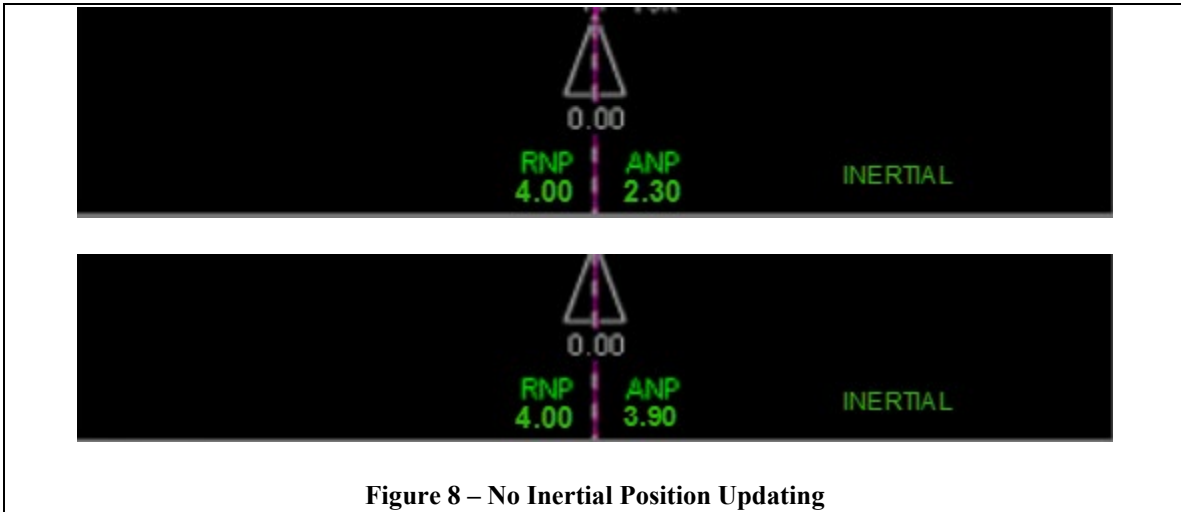 0.00
RNP ANP
4.00 2.30 INERTIAL
0.00
RNP ANP
4.00 3.90 INERTIAL
Figure 8 – No Inertial Position Updating